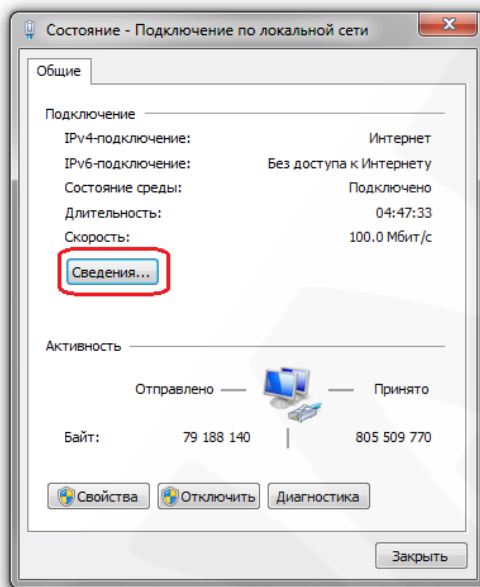 Состояние - Подключение по локальной сети
Общие
Подключение
IPv4-подключение: Интернет
IPv6-подключение: Без доступа к Интернету
Состояние среды: Подключено
Длительность: 04:47:33
Скорость: 100.0 Мбит/с
Сведения...
Активность
Отправлено — — Принято
Байт: 79 188 140 | 805 509 770
Свойства Отключить Диагностика
Закрыть